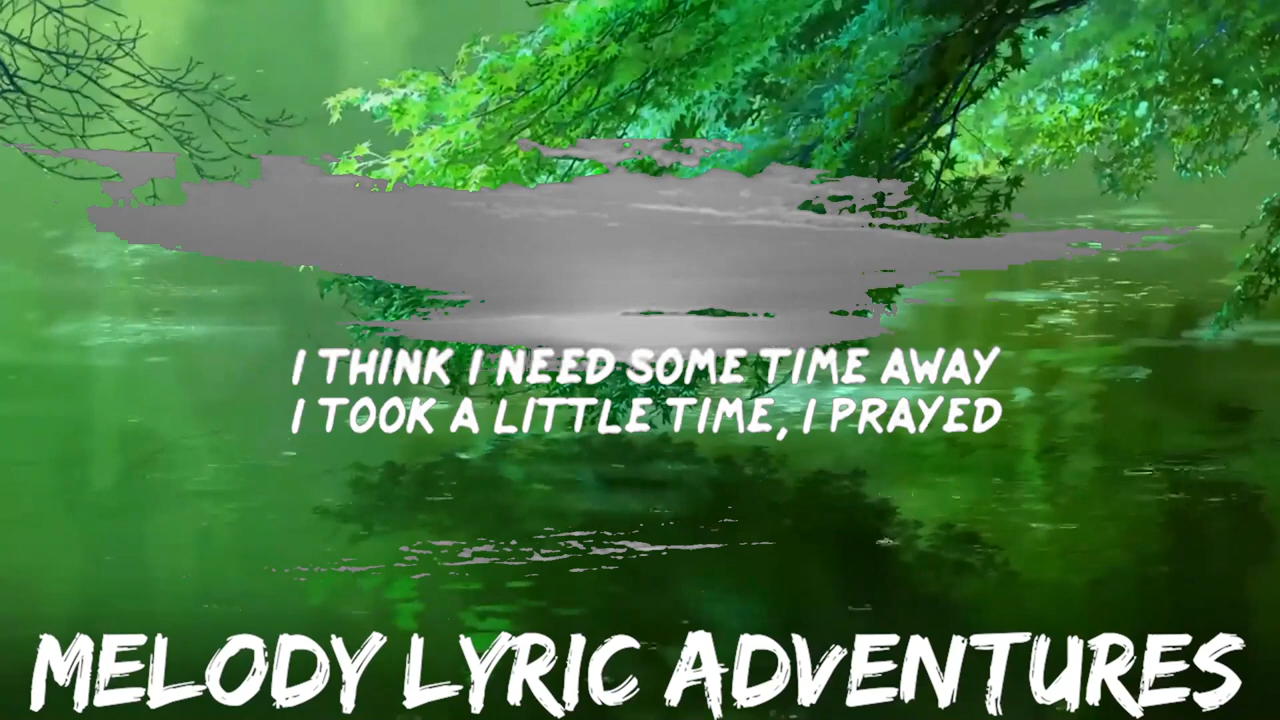 I THINK I NEED SOME TIME AWAY
I TOOK A LITTLE TIME, I PRAYED
MELODY LYRIC ADVENTURES